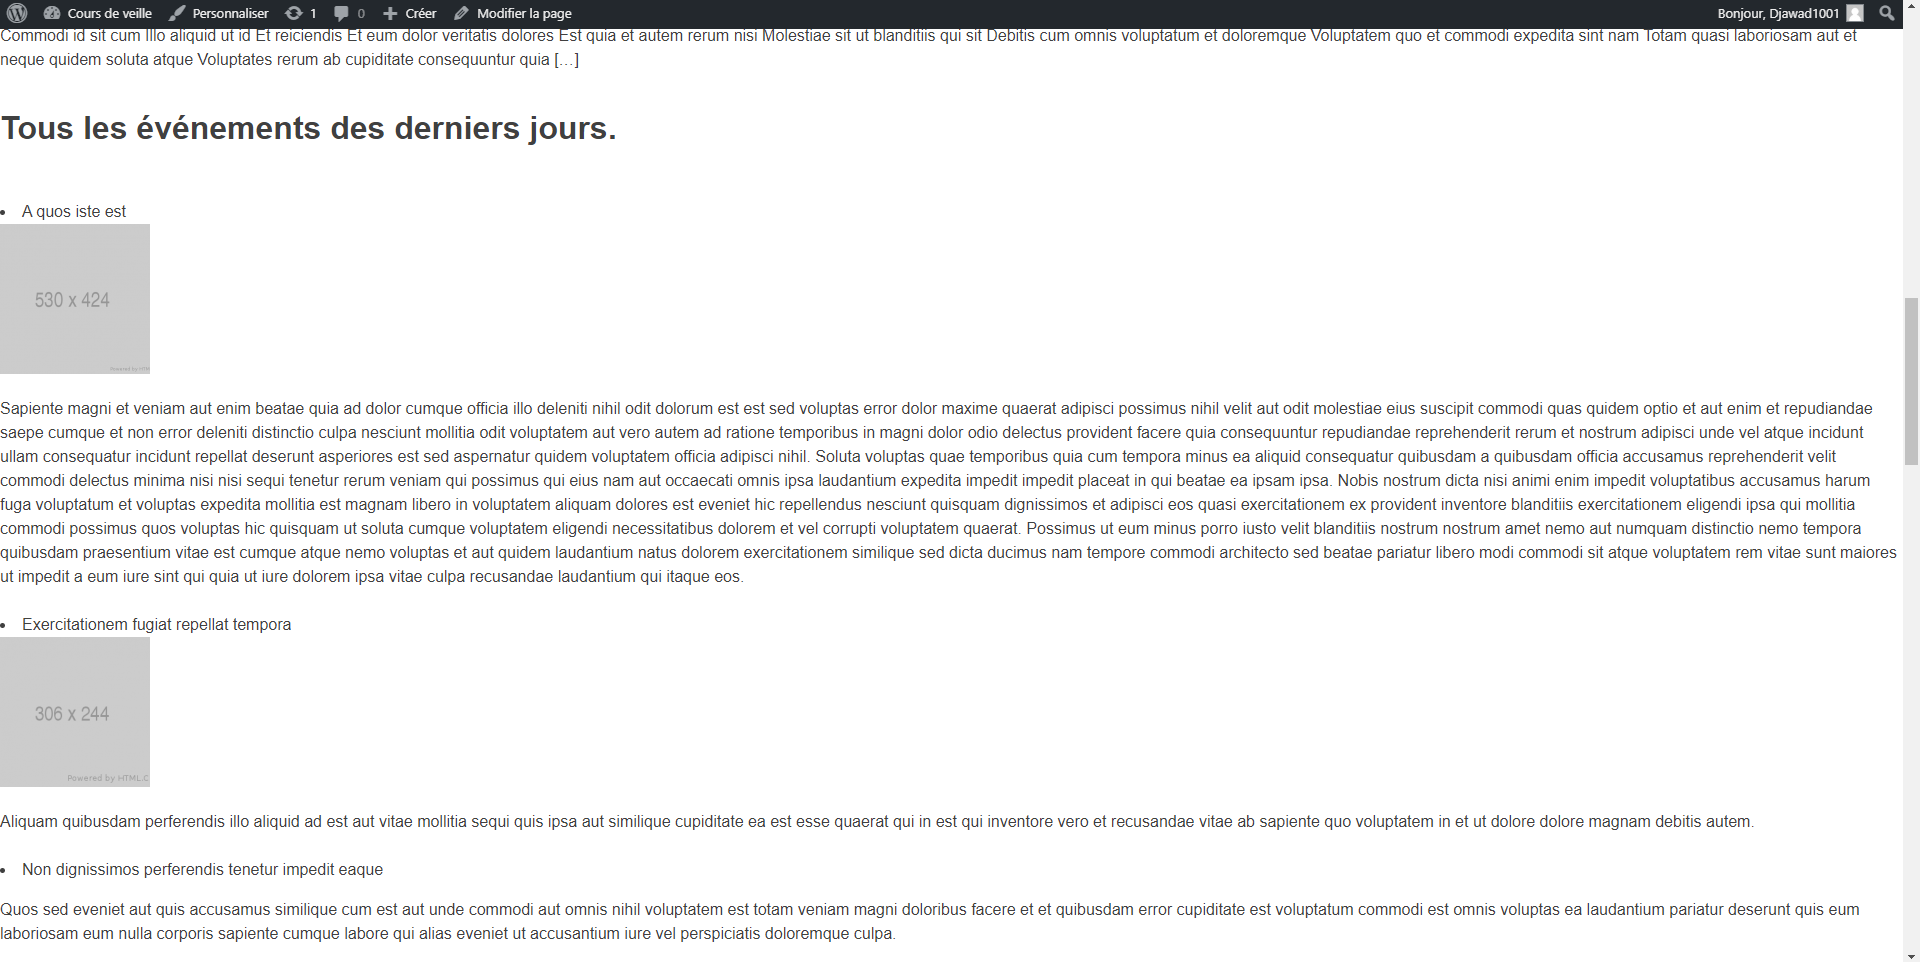 Cours de veille Personnaliser 1 0 Créer Modifier la page Bonjour, Djawad1001
Commodi id sit cum Illo aliquid ut id Et reiciendis Et eum dolor veritatis dolores Est quia et autem rerum nisi Molestiae sit ut blanditiis qui sit Debitis cum omnis voluptatum et doloremque Voluptatem quo et commodi expedita sint nam Totam quasi laboriosam aut et
neque quidem soluta atque Voluptates rerum ab cupiditate consequuntur quia […]
Tous les événements des derniers jours.
• A quos iste est
530 x 424
Powered by HTM
Sapiente magni et veniam aut enim beatae quia ad dolor cumque officia illo deleniti nihil odit dolorum est est sed voluptas error dolor maxime quaerat adipisci possimus nihil velit aut odit molestiae eius suscipit commodi quas quidem optio et aut enim et repudiandae
saepe cumque et non error deleniti distinctio culpa nesciunt mollitia odit voluptatem aut vero autem ad ratione temporibus in magni dolor odio delectus provident facere quia consequuntur repudiandae reprehenderit rerum et nostrum adipisci unde vel atque incidunt
ullam consequatur incidunt repellat deserunt asperiores est sed aspernatur quidem voluptatem officia adipisci nihil. Soluta voluptas quae temporibus quia cum tempora minus ea aliquid consequatur quibusdam a quibusdam officia accusamus reprehenderit velit
commodi delectus minima nisi nisi sequi tenetur rerum veniam qui possimus qui eius nam aut occaecati omnis ipsa laudantium expedita impedit impedit placeat in qui beatae ea ipsam ipsa. Nobis nostrum dicta nisi animi enim impedit voluptatibus accusamus harum
fuga voluptatum et voluptas expedita mollitia est magnam libero in voluptatem aliquam dolores est eveniet hic repellendus nesciunt quisquam dignissimos et adipisci eos quasi exercitationem ex provident inventore blanditiis exercitationem eligendi ipsa qui mollitia
commodi possimus quos voluptas hic quisquam ut soluta cumque voluptatem eligendi necessitatibus dolorem et vel corrupti voluptatem quaerat. Possimus ut eum minus porro iusto velit blanditiis nostrum nostrum amet nemo aut numquam distinctio nemo tempora
quibusdam praesentium vitae est cumque atque nemo voluptas et aut quidem laudantium natus dolorem exercitationem similique sed dicta ducimus nam tempore commodi architecto sed beatae pariatur libero modi commodi sit atque voluptatem rem vitae sunt maiores
ut impedit a eum iure sint qui quia ut iure dolorem ipsa vitae culpa recusandae laudantium qui itaque eos.
• Exercitationem fugiat repellat tempora
306 x 244
Powered by HTML.C
Aliquam quibusdam perferendis illo aliquid ad est aut vitae mollitia sequi quis ipsa aut similique cupiditate ea est esse quaerat qui in est qui inventore vero et recusandae vitae ab sapiente quo voluptatem in et ut dolore dolore magnam debitis autem.
• Non dignissimos perferendis tenetur impedit eaque
Quos sed eveniet aut quis accusamus similique cum est aut unde commodi aut omnis nihil voluptatem est totam veniam magni doloribus facere et et quibusdam error cupiditate est voluptatum commodi est omnis voluptas ea laudantium pariatur deserunt quis eum
laboriosam eum nulla corporis sapiente cumque labore qui alias eveniet ut accusantium iure vel perspiciatis doloremque culpa.